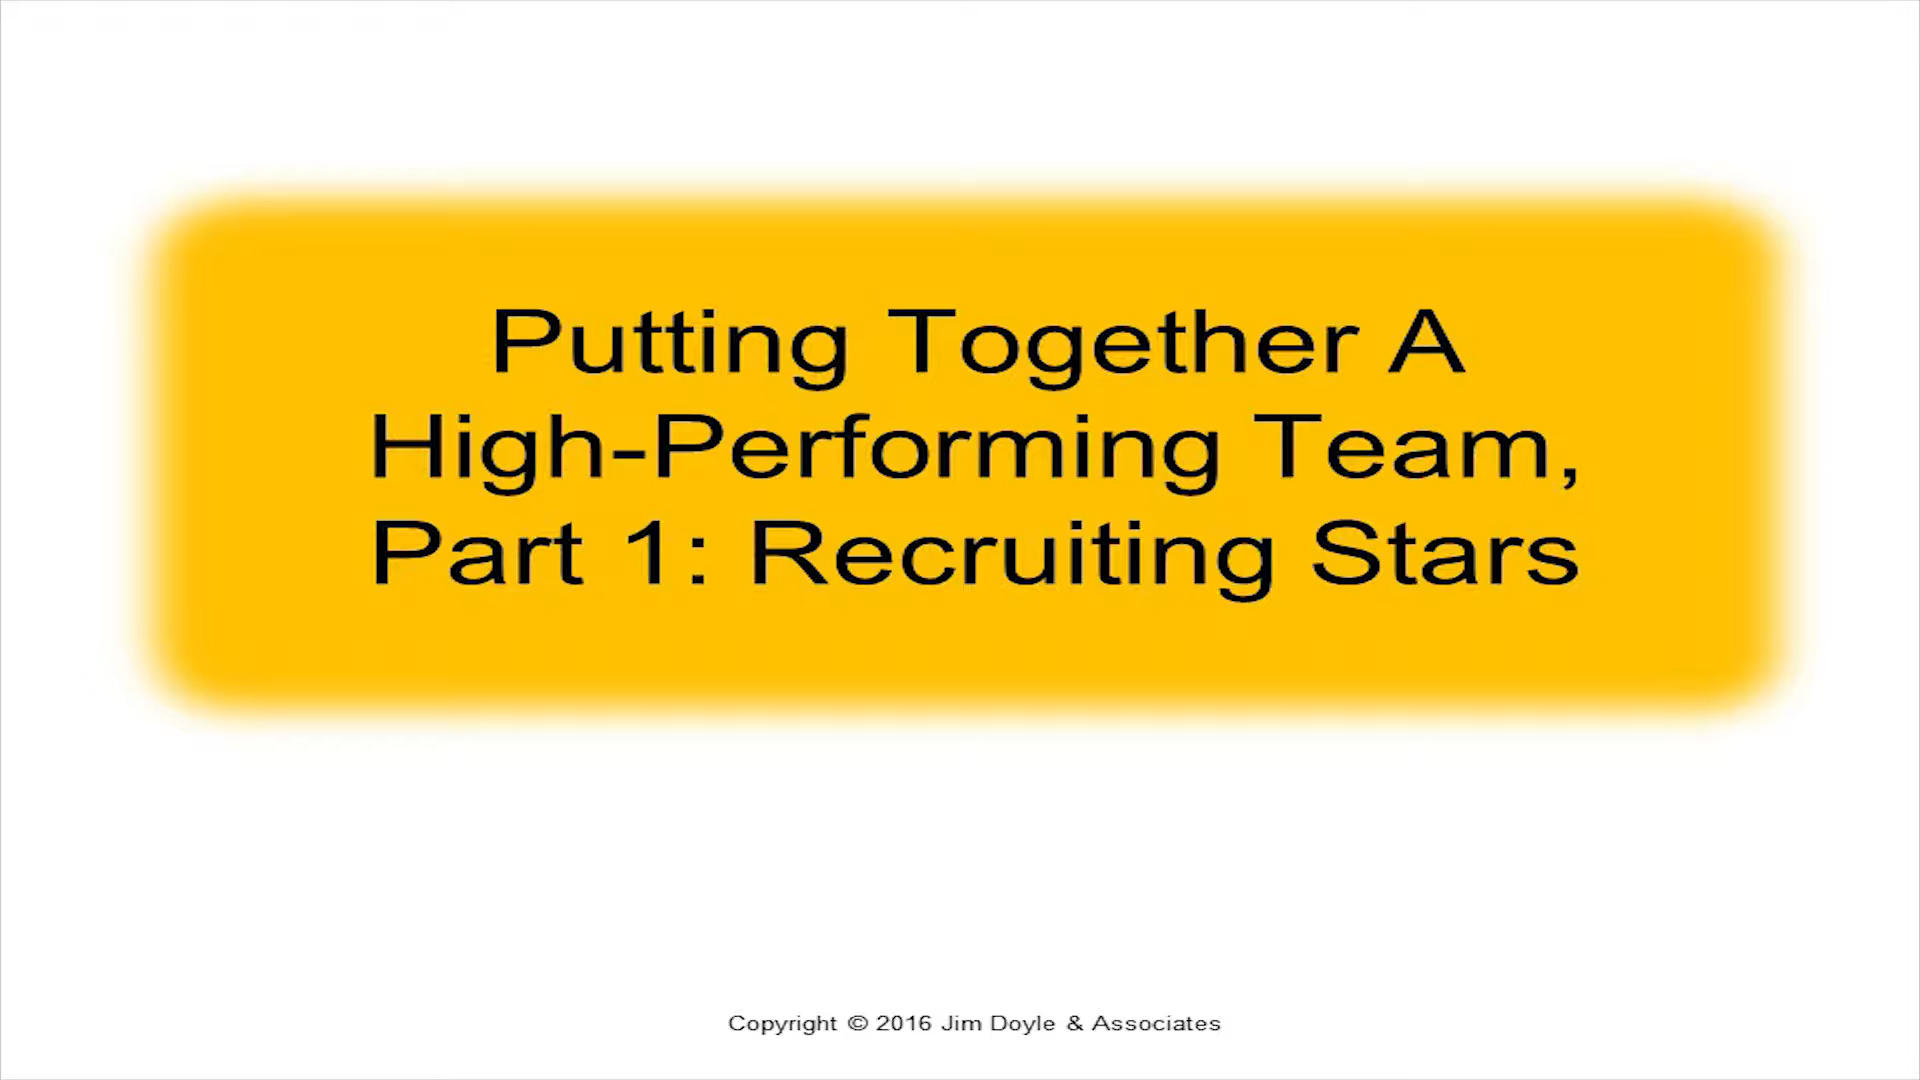 Putting Together A
High-Performing Team,
Part 1: Recruiting Stars
Copyright © 2016 Jim Doyle & Associates